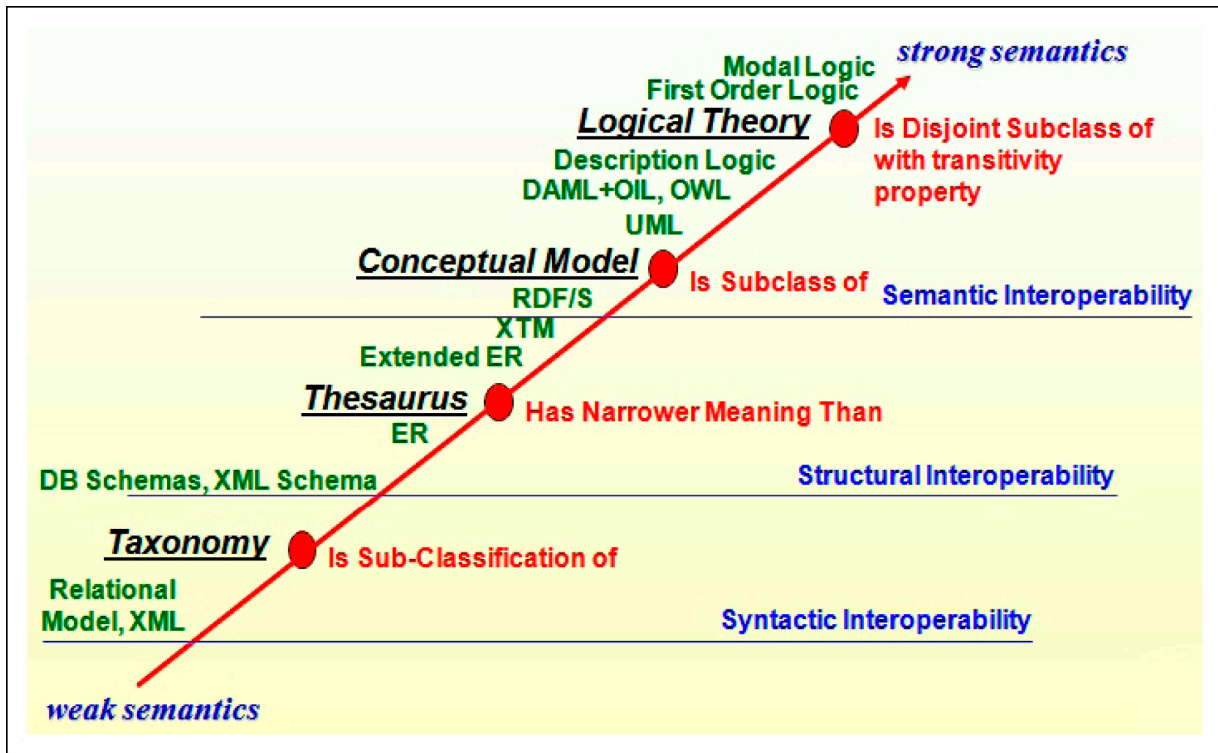 strong semantics
Modal Logic
First Order Logic
Logical Theory
Is Disjoint Subclass of
with transitivity
property
Description Logic
DAML+OIL, OWL
UML
Conceptual Model
Is Subclass of
RDF/S
Semantic Interoperability
XTM
Extended ER
Thesaurus
Has Narrower Meaning Than
ER
DB Schemas, XML Schema
Structural Interoperability
Taxonomy
Is Sub-Classification of
Relational
Model, XML
Syntactic Interoperability
weak semantics